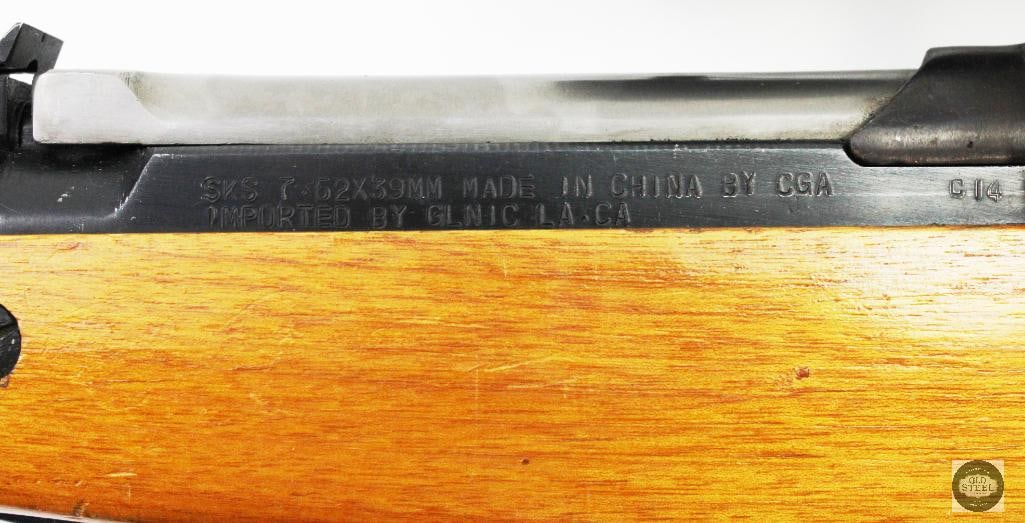 SKS 7.62X39MM MADE IN CHINA BY CGA C14
IMPORTED BY GLNIC LA.CA
OLD
STEEL